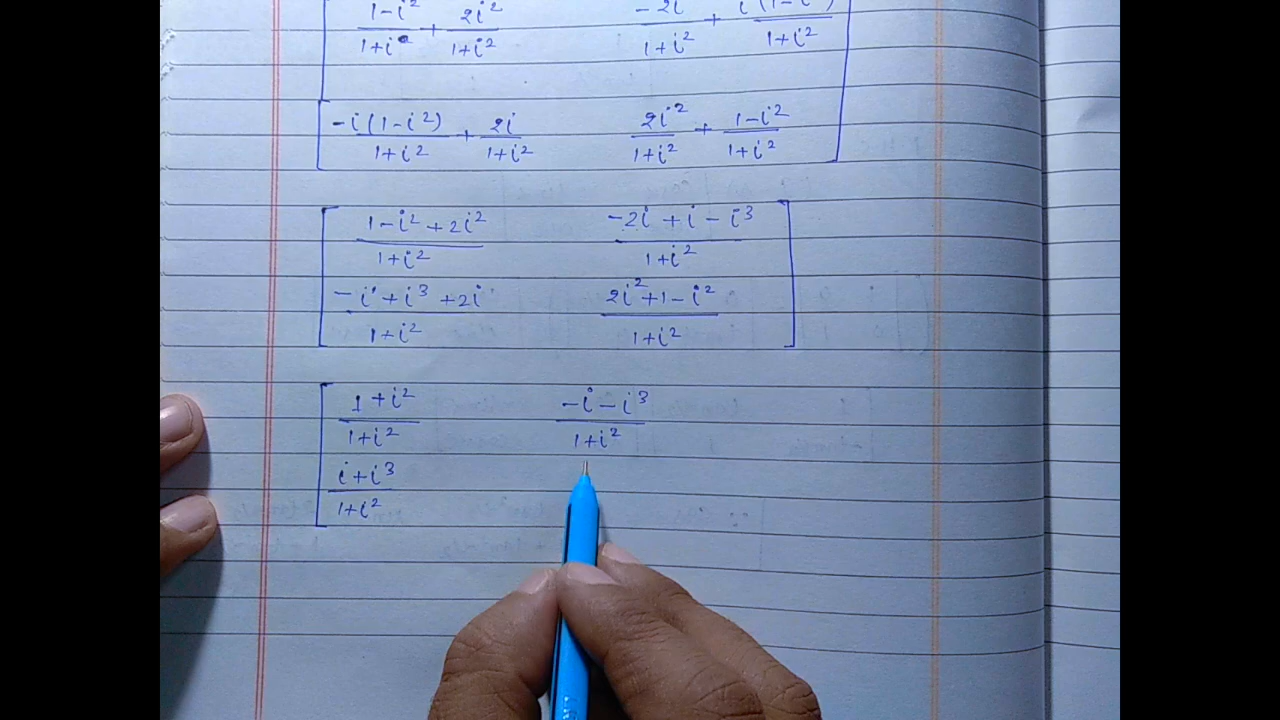 1-i² / 1+i² + 2i² / 1+i²    -2i / 1+i² + i(1-i²) / 1+i²
-i(1-i²) / 1+i² + 2i / 1+i²    2i² / 1+i² + 1-i² / 1+i²
1-i²+2i² / 1+i²    -2i+i-i³ / 1+i²
-i+i³+2i / 1+i²    2i²+1-i² / 1+i²
1+i² / 1+i²    -i-i³ / 1+i²
i+i³ / 1+i²